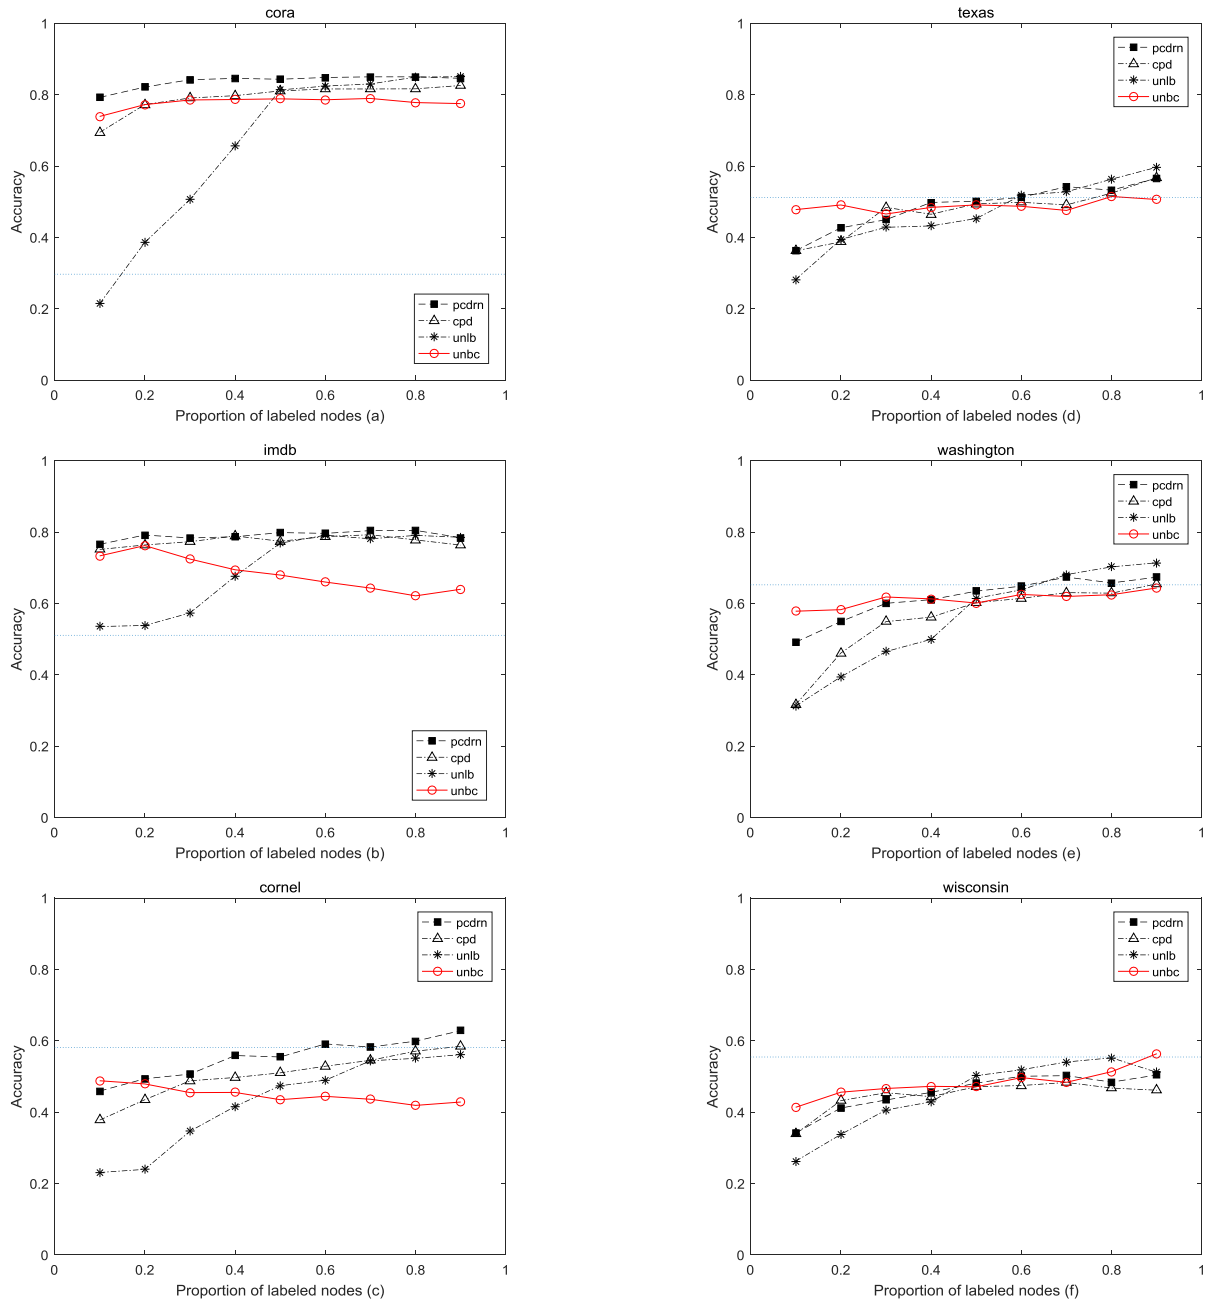 cora
1
0.8
0.6
0.4
0.2
0
Accuracy
pcdrn
cpd
unlb
unbc
0 0.2 0.4 0.6 0.8 1
Proportion of labeled nodes (a)
texas
1
0.8
0.6
0.4
0.2
0
Accuracy
pcdrn
cpd
unlb
unbc
0 0.2 0.4 0.6 0.8 1
Proportion of labeled nodes (d)
imdb
1
0.8
0.6
0.4
0.2
0
Accuracy
pcdrn
cpd
unlb
unbc
0 0.2 0.4 0.6 0.8 1
Proportion of labeled nodes (b)
washington
1
0.8
0.6
0.4
0.2
0
Accuracy
pcdrn
cpd
unlb
unbc
0 0.2 0.4 0.6 0.8 1
Proportion of labeled nodes (e)
cornel
1
0.8
0.6
0.4
0.2
0
Accuracy
pcdrn
cpd
unlb
unbc
0 0.2 0.4 0.6 0.8 1
Proportion of labeled nodes (c)
wisconsin
1
0.8
0.6
0.4
0.2
0
Accuracy
pcdrn
cpd
unlb
unbc
0 0.2 0.4 0.6 0.8 1
Proportion of labeled nodes (f)